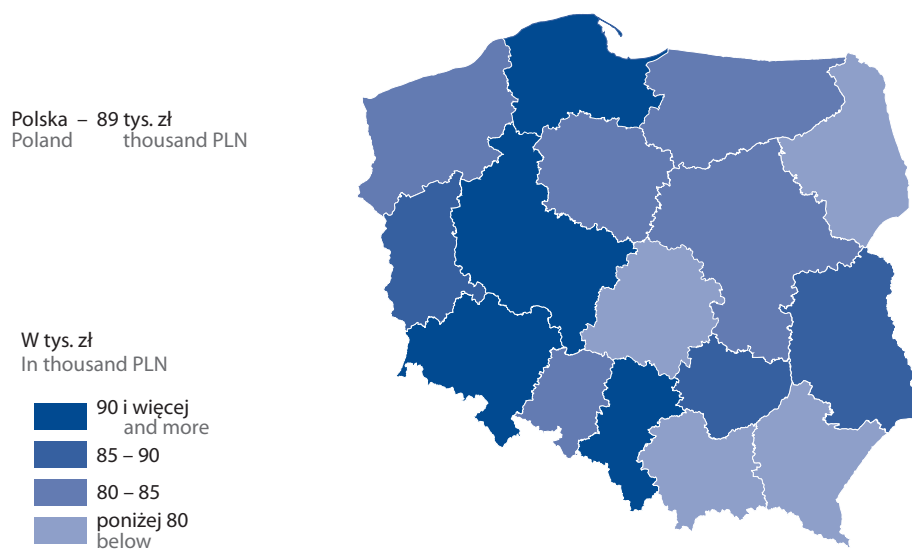 Polska – 89 tys. zł
Poland thousand PLN
W tys. zł
In thousand PLN
90 i więcej
and more
85 – 90
80 – 85
poniżej 80
below